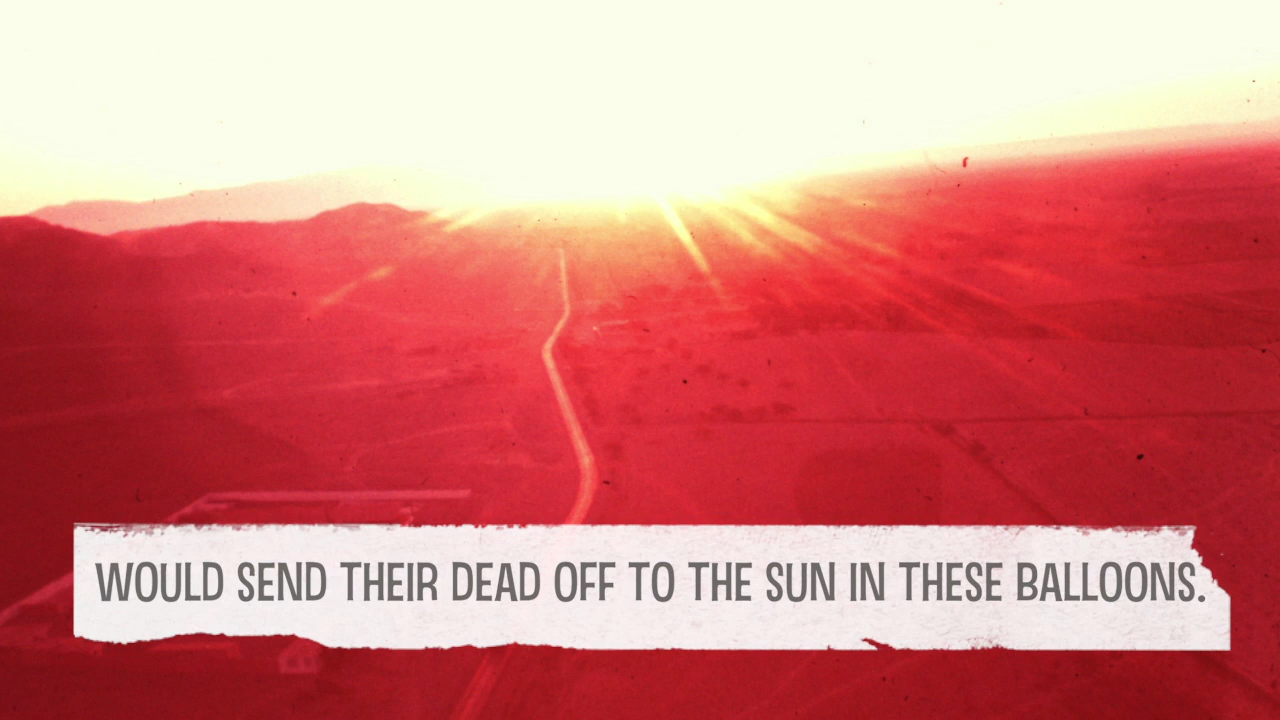 WOULD SEND THEIR DEAD OFF TO THE SUN IN THESE BALLOONS.